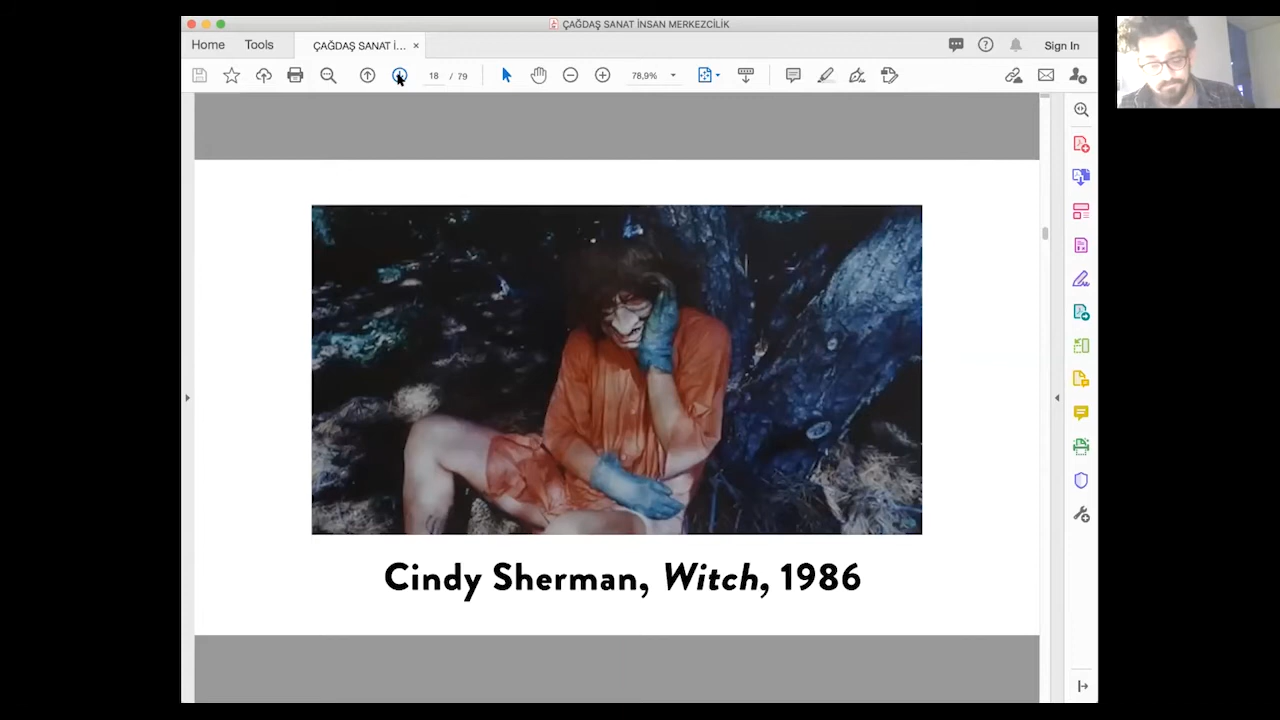 ÇAĞDAŞ SANAT İNSAN MERKEZCİLİK
Home Tools ÇAĞDAŞ SANAT İ... × Sign In
18 / 79 78,9%
Cindy Sherman, Witch, 1986